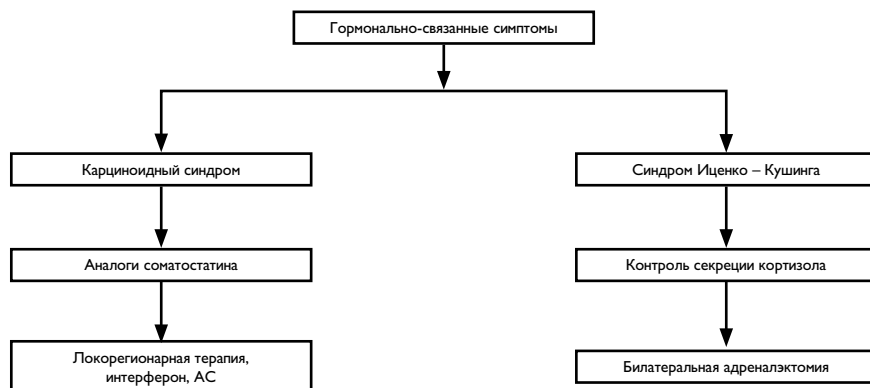 Гормонально-связанные симптомы
Карциноидный синдром
Синдром Иценко – Кушинга
Аналоги соматостатина
Контроль секреции кортизола
Локорегионарная терапия,
интерферон, АС
Билатеральная адреналэктомия